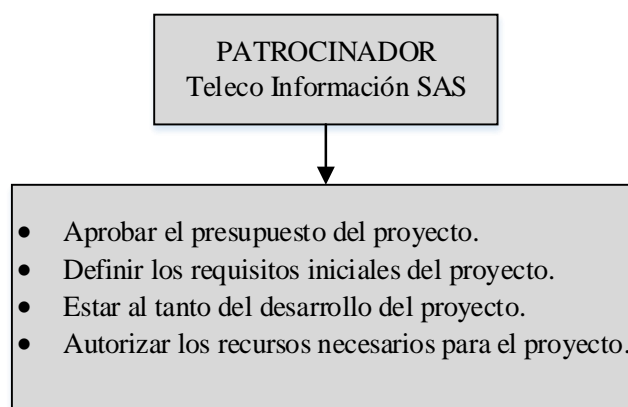 PATROCINADOR
Teleco Información SAS
• Aprobar el presupuesto del proyecto.
• Definir los requisitos iniciales del proyecto.
• Estar al tanto del desarrollo del proyecto.
• Autorizar los recursos necesarios para el proyecto.